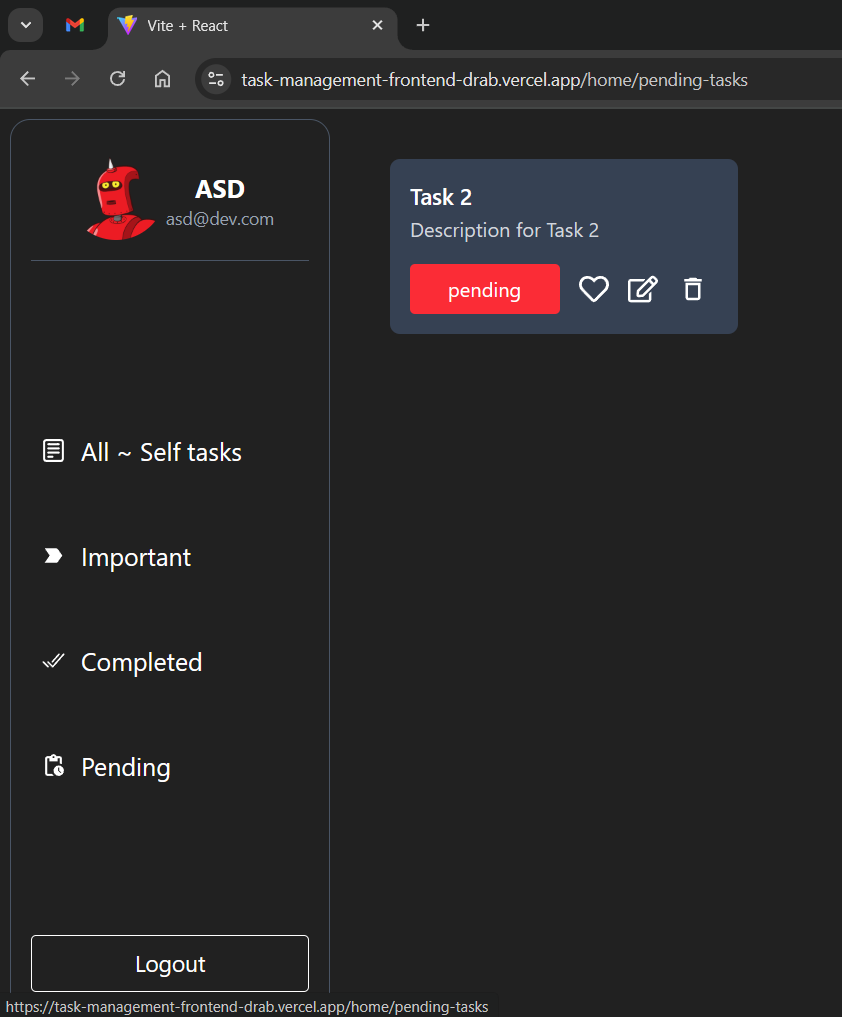 Vite + React
task-management-frontend-drab.vercel.app/home/pending-tasks
ASD
asd@dev.com
Task 2
Description for Task 2
pending
All ~ Self tasks
Important
Completed
Pending
Logout
https://task-management-frontend-drab.vercel.app/home/pending-tasks